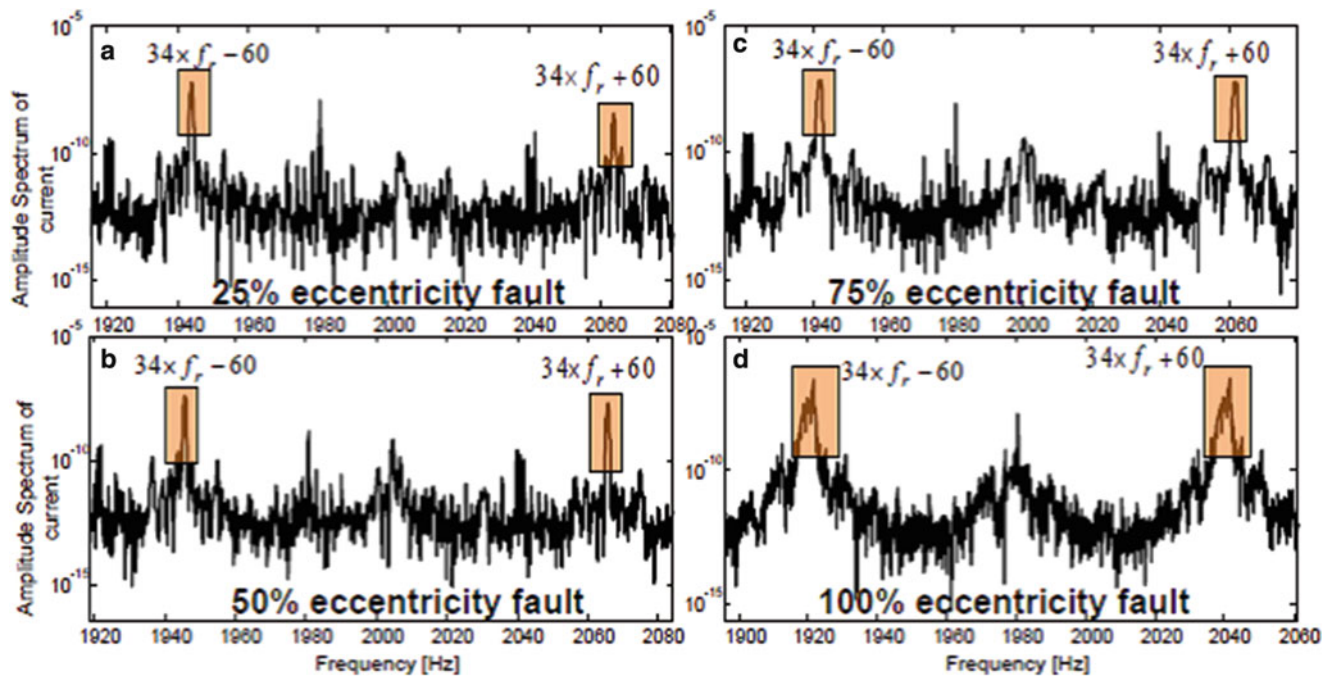 Amplitude Spectrum of
current
10^-5
10^-10
10^-15
a
34× f_r − 60
34× f_r + 60
25% eccentricity fault
1920 1940 1960 1980 2000 2020 2040 2060 2080
10^-5
10^-10
10^-15
c
34× f_r − 60
34× f_r + 60
75% eccentricity fault
1920 1940 1960 1980 2000 2020 2040 2060
Amplitude Spectrum of
current
10^-5
10^-10
10^-15
b
34× f_r − 60
34× f_r + 60
50% eccentricity fault
1920 1940 1960 1980 2000 2020 2040 2060 2080
Frequency [Hz]
10^-5
10^-10
10^-15
d
34× f_r − 60
34× f_r + 60
100% eccentricity fault
1900 1920 1940 1960 1980 2000 2020 2040 2060
Frequency [Hz]